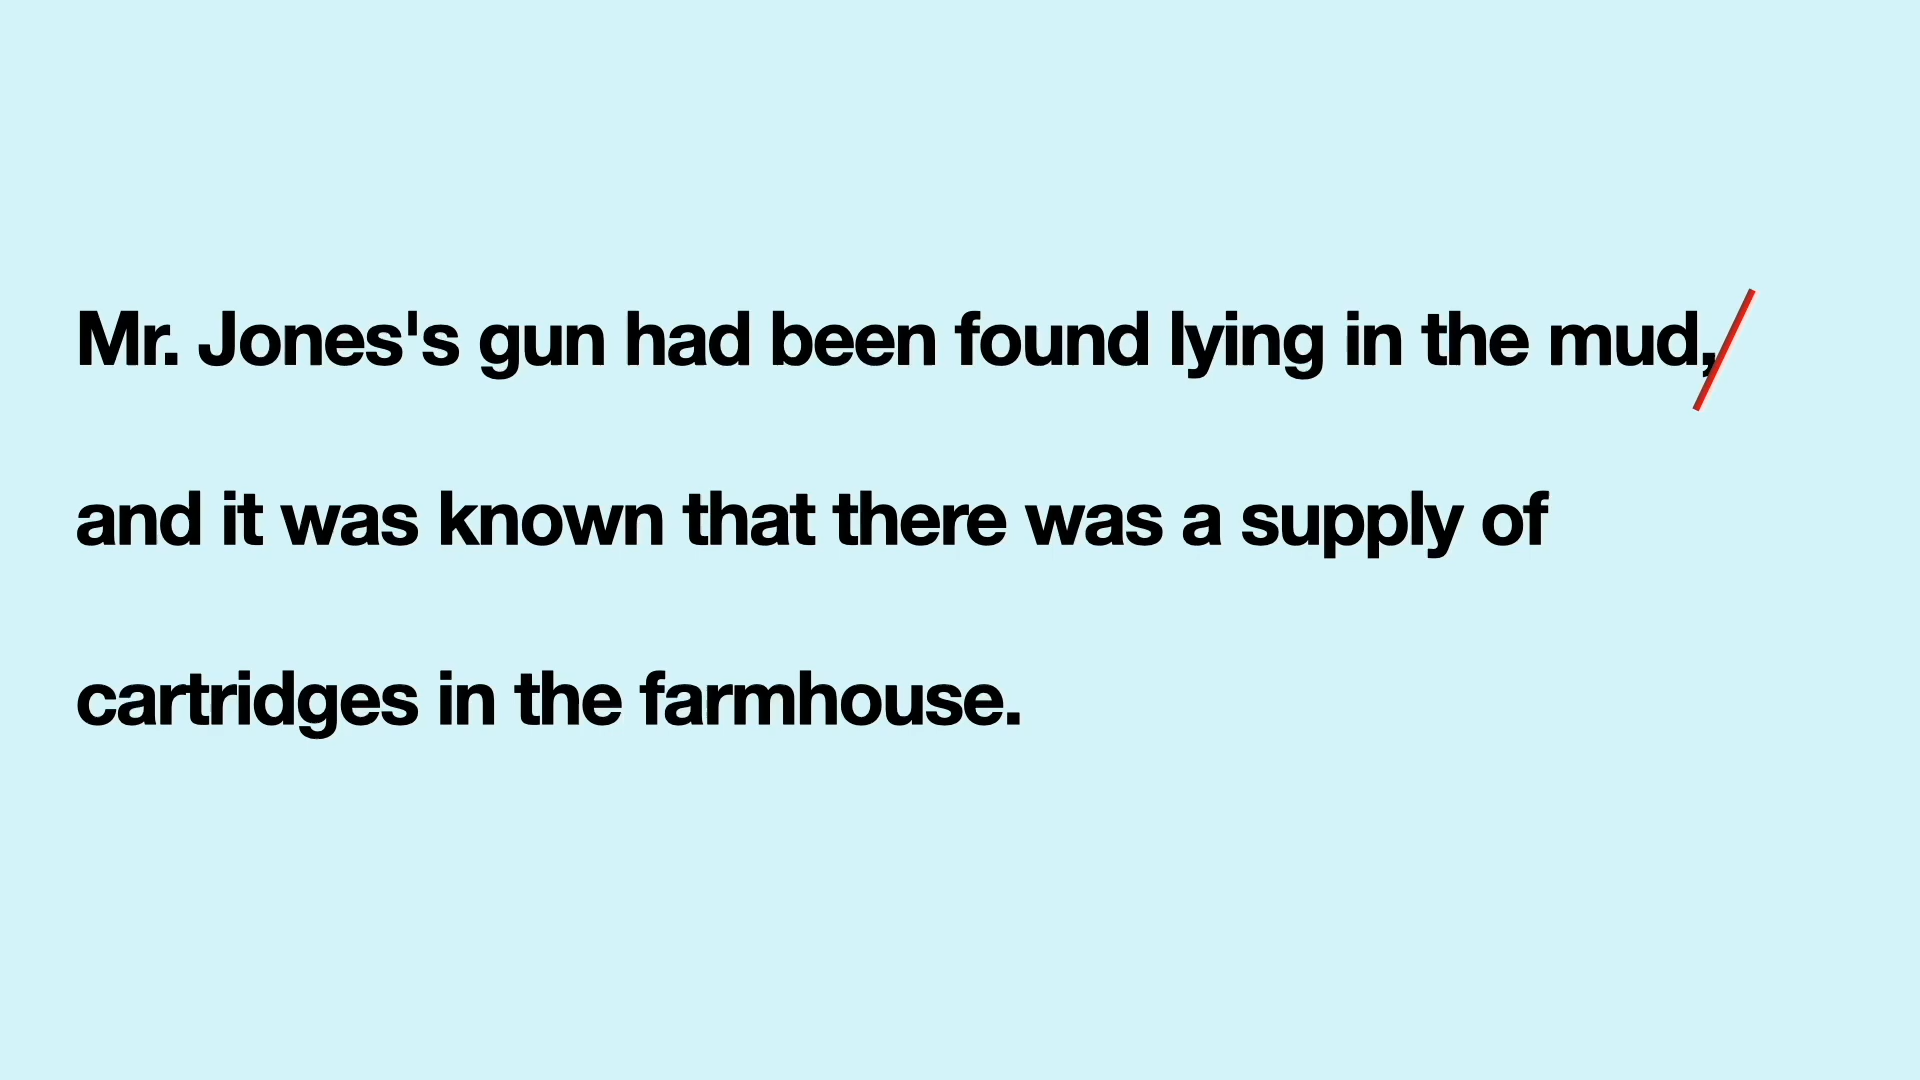 Mr. Jones's gun had been found lying in the mud,
and it was known that there was a supply of
cartridges in the farmhouse.